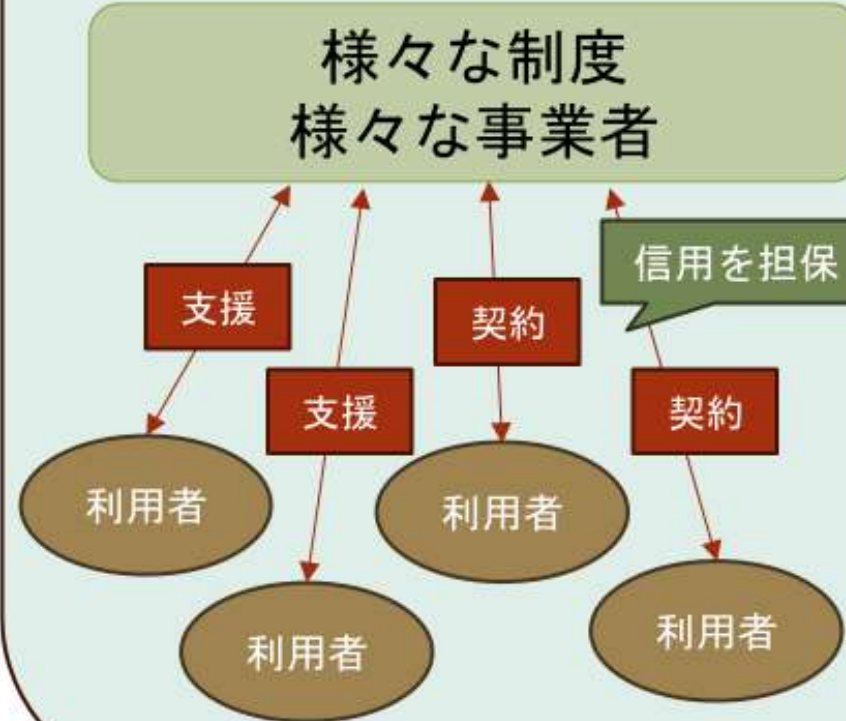 様々な制度
様々な事業者
信用を担保
支援
契約
支援
契約
利用者
利用者
利用者
利用者